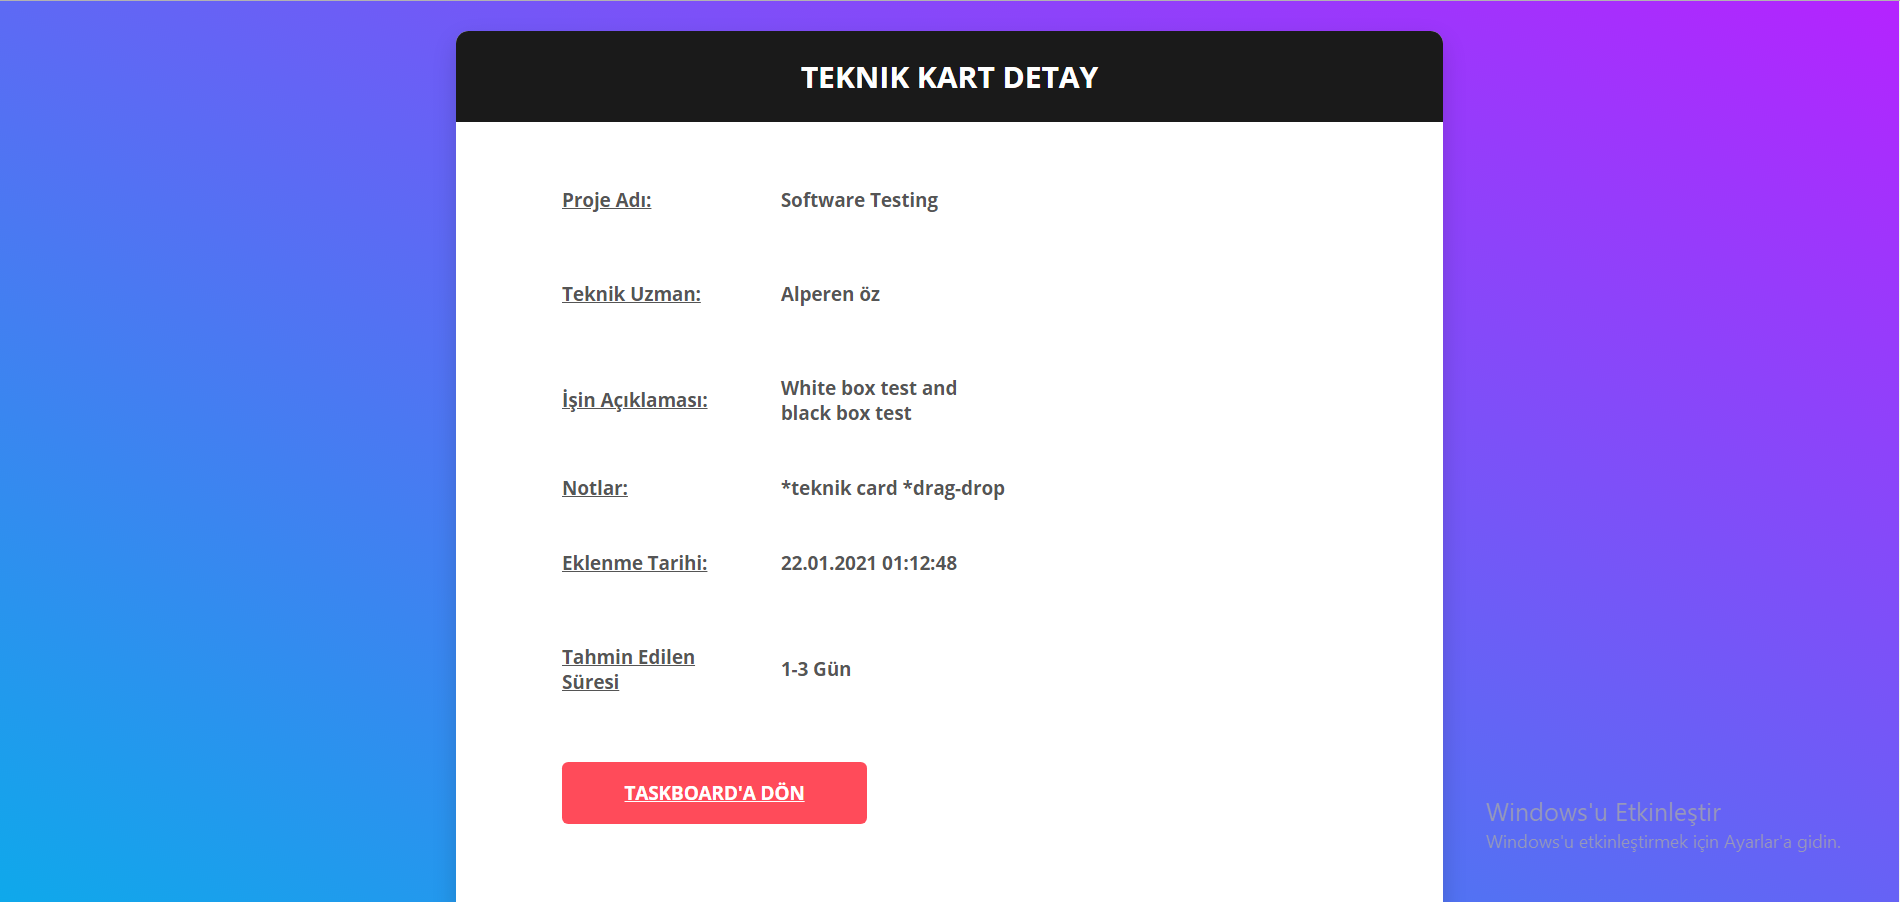 TEKNIK KART DETAY
Proje Adı: Software Testing
Teknik Uzman: Alperen öz
İşin Açıklaması: White box test and
black box test
Notlar: *teknik card *drag-drop
Eklenme Tarihi: 22.01.2021 01:12:48
Tahmin Edilen
Süresi 1-3 Gün
TASKBOARD'A DÖN
Windows'u Etkinleştir
Windows'u etkinleştirmek için Ayarlar'a gidin.